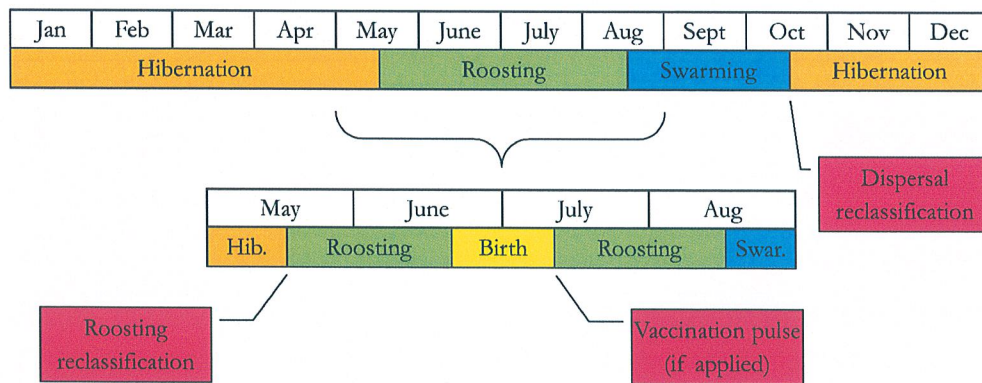 Jan Feb Mar Apr May June July Aug Sept Oct Nov Dec
Hibernation Roosting Swarming Hibernation
Dispersal
reclassification
May June July Aug
Hib. Roosting Birth Roosting Swar.
Roosting
reclassification
Vaccination pulse
(if applied)